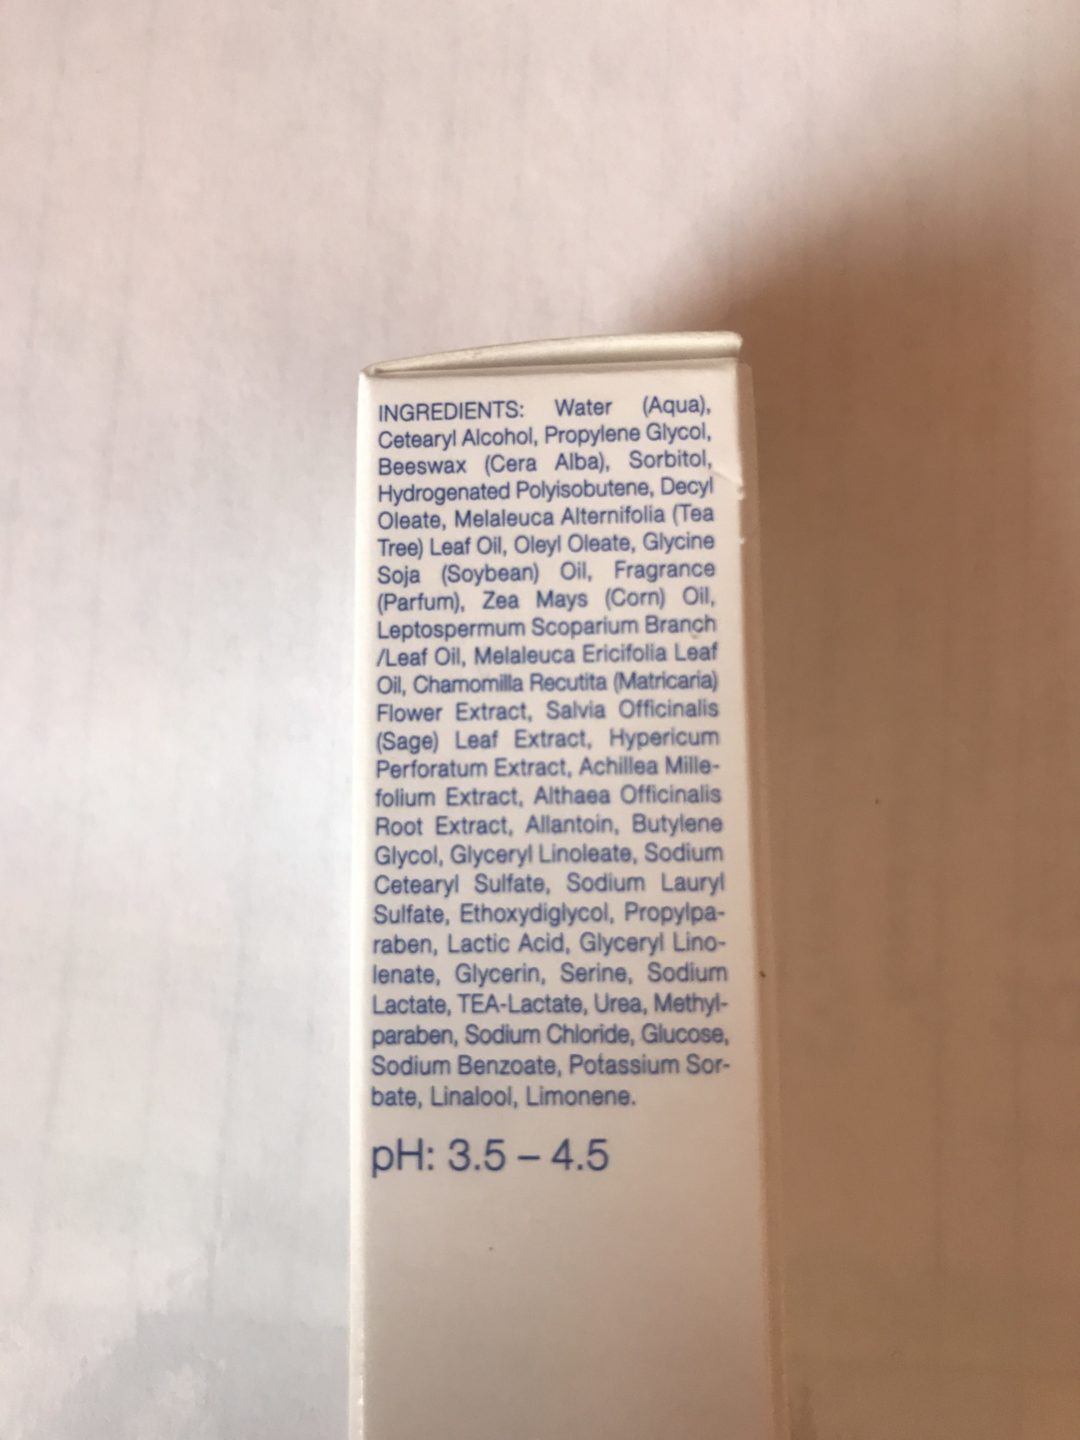 INGREDIENTS: Water (Aqua),
Cetearyl Alcohol, Propylene Glycol,
Beeswax (Cera Alba), Sorbitol,
Hydrogenated Polyisobutene, Decyl
Oleate, Melaleuca Alternifolia (Tea
Tree) Leaf Oil, Oleyl Oleate, Glycine
Soja (Soybean) Oil, Fragrance
(Parfum), Zea Mays (Corn) Oil,
Leptospermum Scoparium Branch
/Leaf Oil, Melaleuca Ericifolia Leaf
Oil, Chamomilla Recutita (Matricaria)
Flower Extract, Salvia Officinalis
(Sage) Leaf Extract, Hypericum
Perforatum Extract, Achillea Mille-
folium Extract, Althaea Officinalis
Root Extract, Allantoin, Butylene
Glycol, Glyceryl Linoleate, Sodium
Cetearyl Sulfate, Sodium Lauryl
Sulfate, Ethoxydiglycol, Propylpa-
raben, Lactic Acid, Glyceryl Lino-
lenate, Glycerin, Serine, Sodium
Lactate, TEA-Lactate, Urea, Methyl-
paraben, Sodium Chloride, Glucose,
Sodium Benzoate, Potassium Sor-
bate, Linalool, Limonene.
pH: 3.5 – 4.5